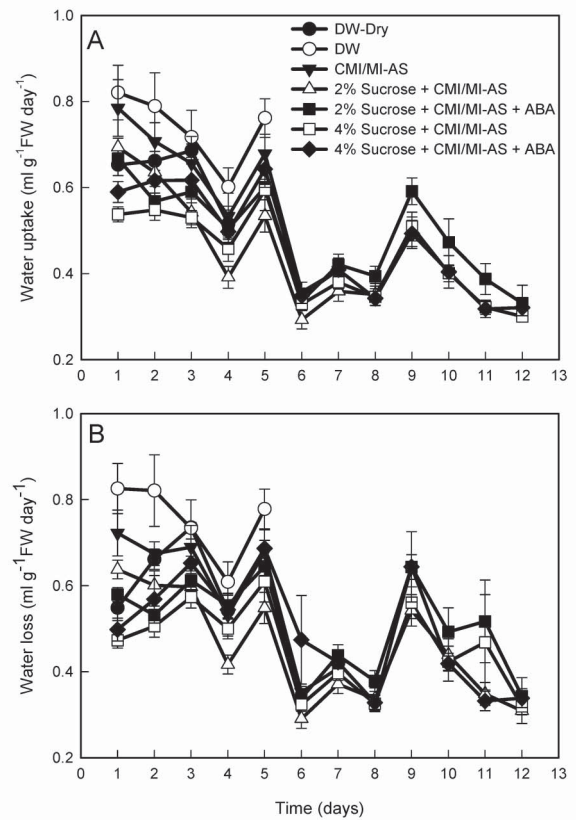 A
DW-Dry
DW
CMI/MI-AS
2% Sucrose + CMI/MI-AS
2% Sucrose + CMI/MI-AS + ABA
4% Sucrose + CMI/MI-AS
4% Sucrose + CMI/MI-AS + ABA
Water uptake (ml g⁻¹FW day⁻¹)
1.0
0.8
0.6
0.4
0.2
0 1 2 3 4 5 6 7 8 9 10 11 12 13
B
Water loss (ml g⁻¹FW day⁻¹)
1.0
0.8
0.6
0.4
0.2
0 1 2 3 4 5 6 7 8 9 10 11 12 13
Time (days)